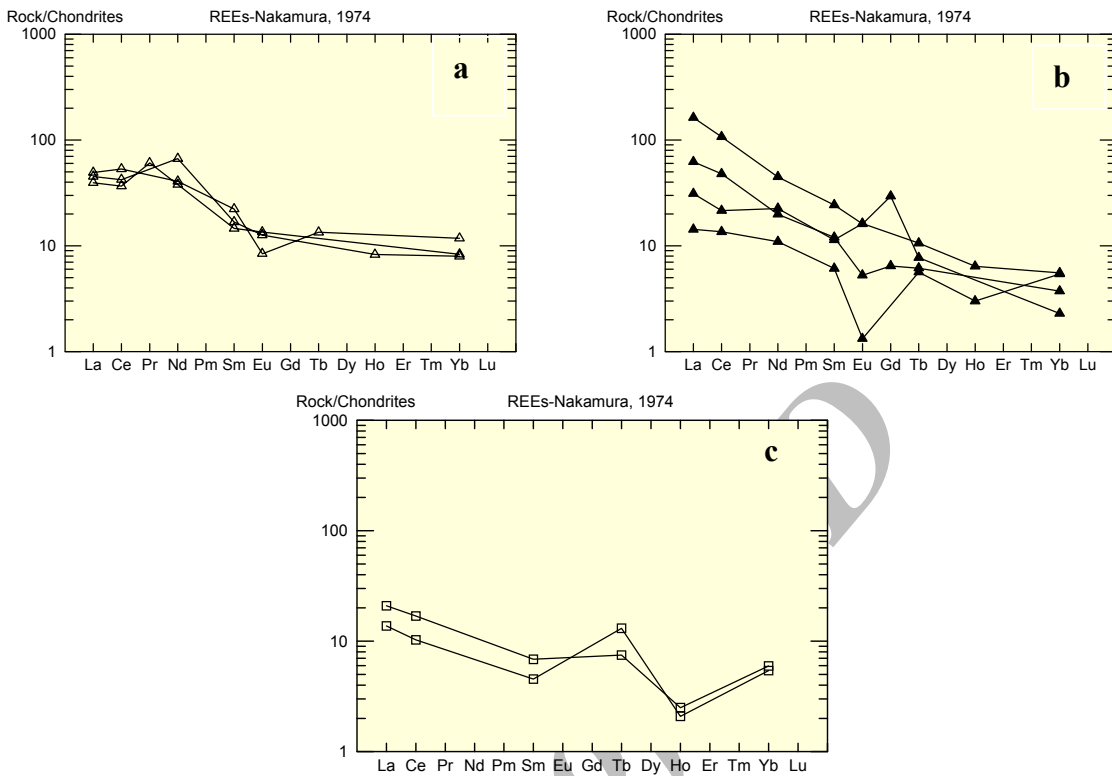 Rock/Chondrites REEs-Nakamura, 1974
1000
100
10
1
a
La Ce Pr Nd Pm Sm Eu Gd Tb Dy Ho Er Tm Yb Lu
Rock/Chondrites REEs-Nakamura, 1974
1000
100
10
1
b
La Ce Pr Nd Pm Sm Eu Gd Tb Dy Ho Er Tm Yb Lu
Rock/Chondrites REEs-Nakamura, 1974
1000
100
10
1
c
La Ce Pr Nd Pm Sm Eu Gd Tb Dy Ho Er Tm Yb Lu